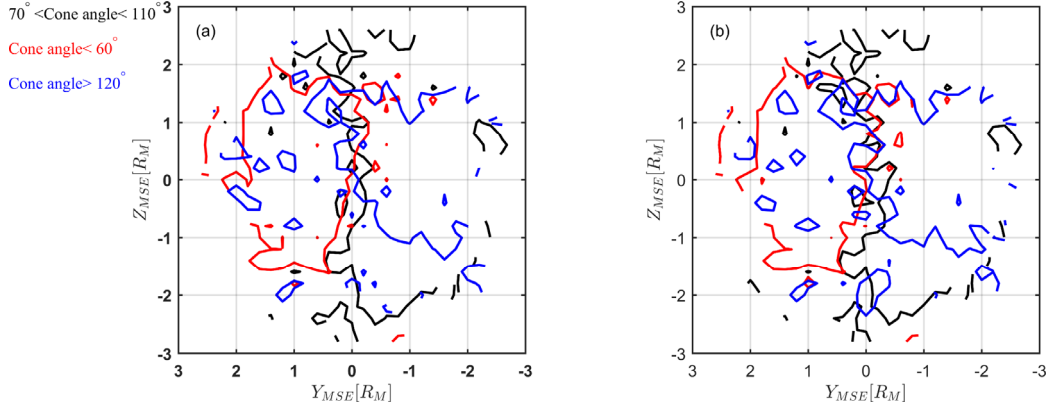 70° <Cone angle< 110°
Cone angle< 60°
Cone angle> 120°
(a)
3
2
1
0
-1
-2
-3
Z_MSE[R_M]
3 2 1 0 -1 -2 -3
Y_MSE[R_M]
(b)
3
2
1
0
-1
-2
-3
Z_MSE[R_M]
3 2 1 0 -1 -2 -3
Y_MSE[R_M]